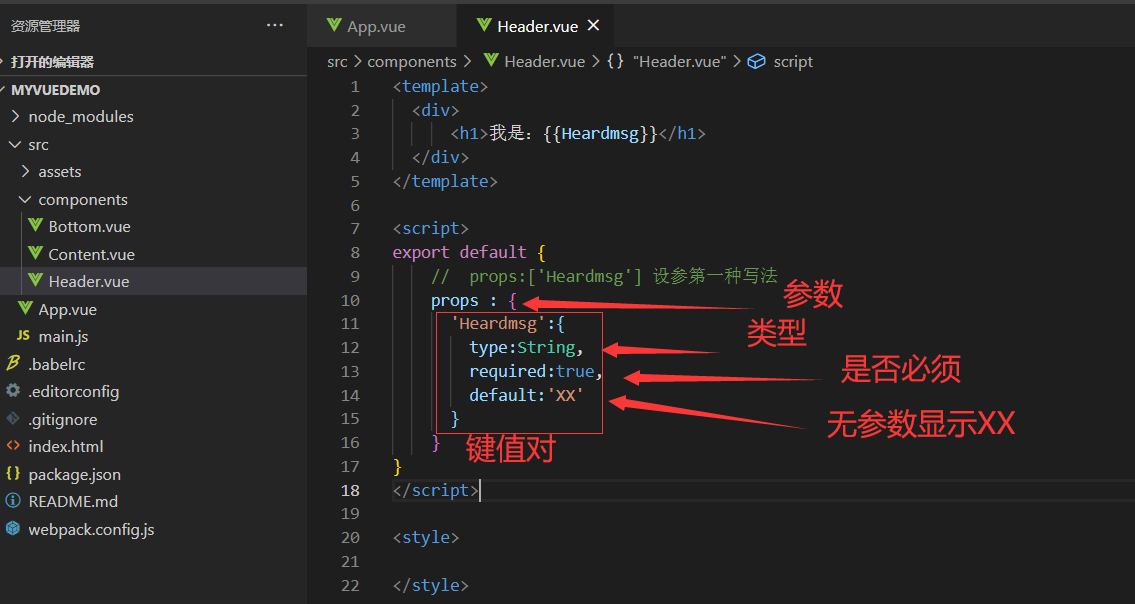 资源管理器 ···
打开的编辑器
MYVUEDEMO
node_modules
src
assets
components
Bottom.vue
Content.vue
Header.vue
App.vue
JS main.js
.babelrc
.editorconfig
.gitignore
index.html
package.json
README.md
webpack.config.js
App.vue Header.vue ×
src > components > Header.vue > {} "Header.vue" > script
1 <template>
2 <div>
3 <h1>我是：{{Heardmsg}}</h1>
4 </div>
5 </template>
6
7 <script>
8 export default {
9 // props:['Heardmsg'] 设参第一种写法
10 props : { 参数
11 'Heardmsg':{ 类型
12 type:String,
13 required:true, 是否必须
14 default:'XX' 无参数显示XX
15 }
16 } 键值对
17 }
18 </script>
19
20 <style>
21
22 </style>